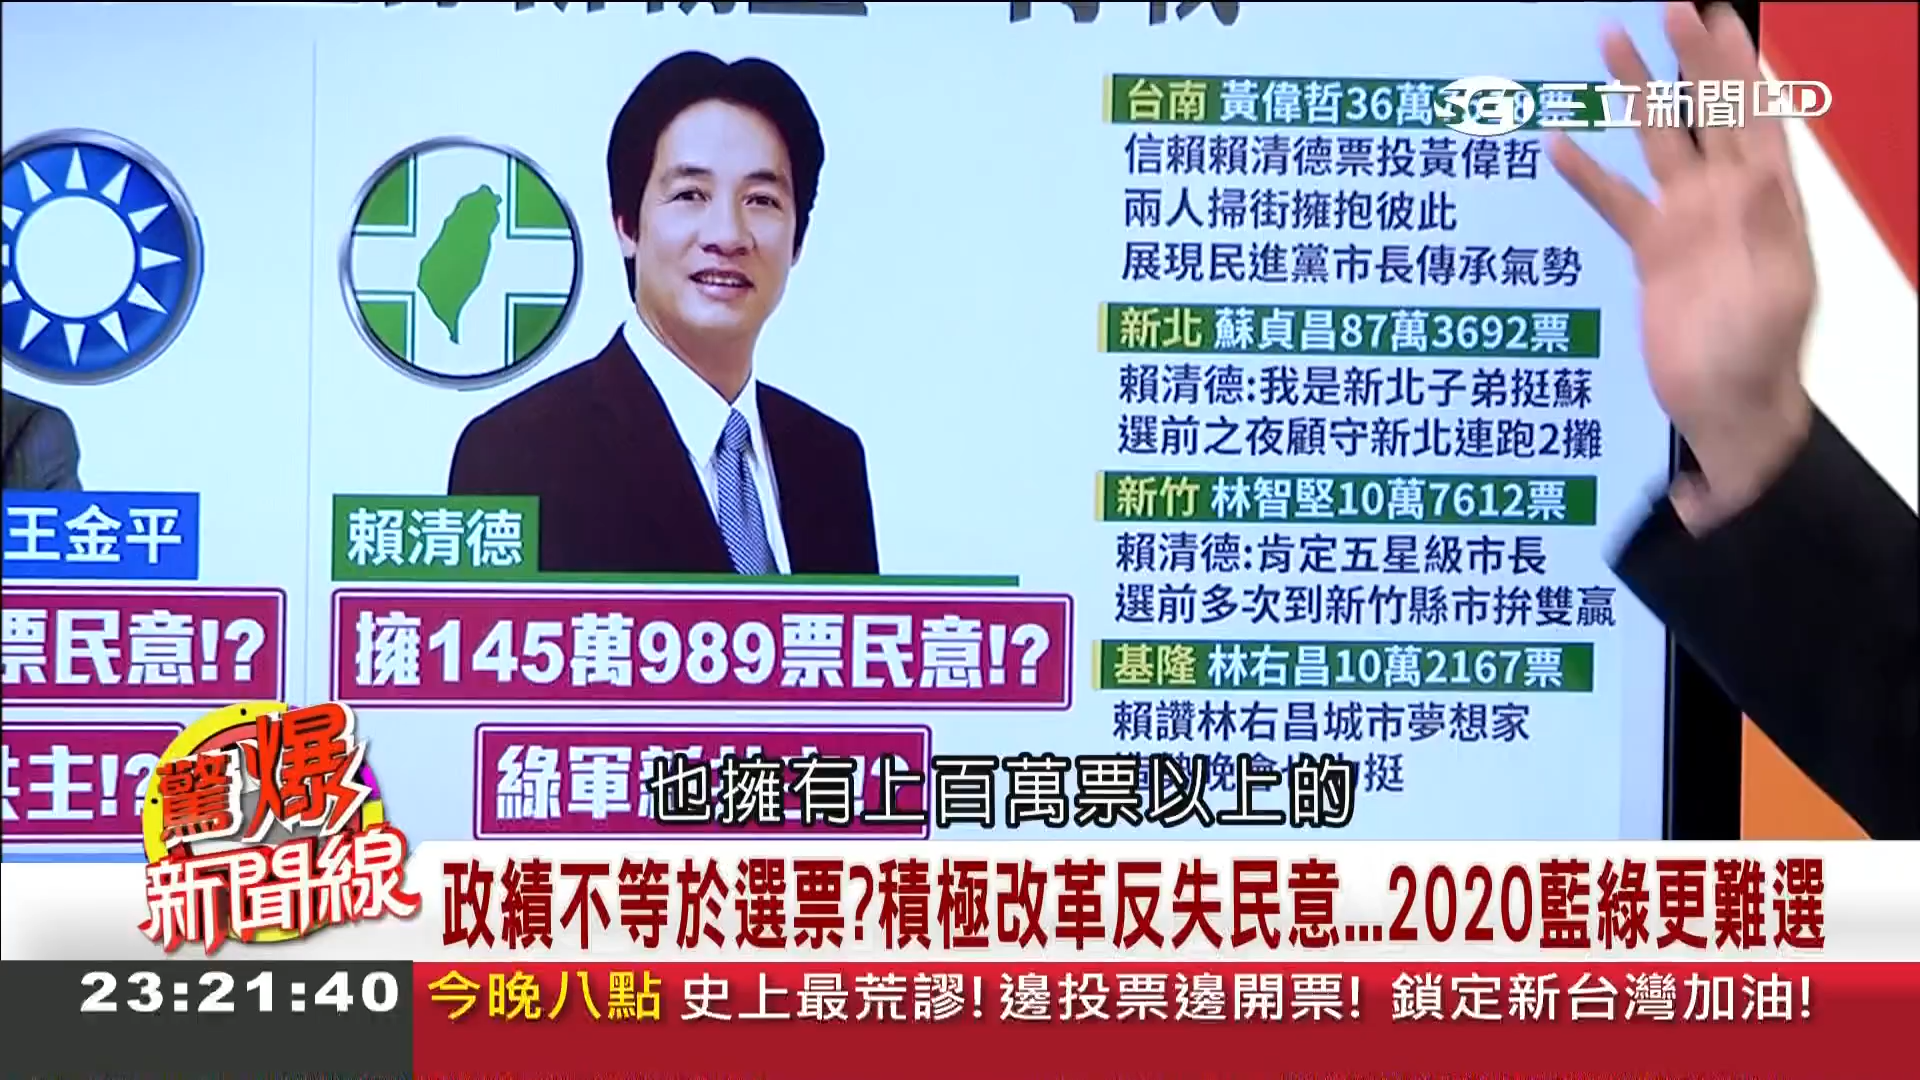 台南 黃偉哲36萬
SET三立新聞HD
信賴賴清德票投黃偉哲
兩人掃街擁抱彼此
展現民進黨市長傳承氣勢
新北 蘇貞昌87萬3692票
賴清德:我是新北子弟挺蘇
選前之夜顧守新北連跑2攤
新竹 林智堅10萬7612票
賴清德:肯定五星級市長
選前多次到新竹縣市拚雙贏
基隆 林右昌10萬2167票
賴讚林右昌城市夢想家
挺
王金平
賴清德
票民意!?
擁145萬989票民意!?
共主!?
綠軍新共主!?
也擁有上百萬票以上的
驚爆
新聞線
政績不等於選票?積極改革反失民意...2020藍綠更難選
23:21:40
今晚八點 史上最荒謬!邊投票邊開票! 鎖定新台灣加油!